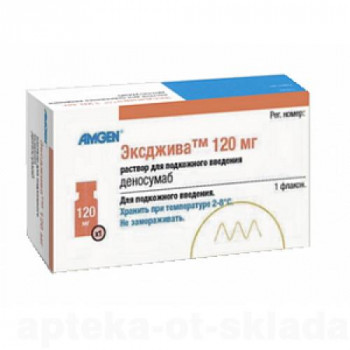 Рег. номер:
AMGEN®
Эксджива™ 120 мг
раствор для подкожного введения
деносумаб
1 флакон.
Для подкожного введения.
Хранить при температуре 2-8°С.
Не замораживать.
120
мг
x1
apteka-ot-sklada